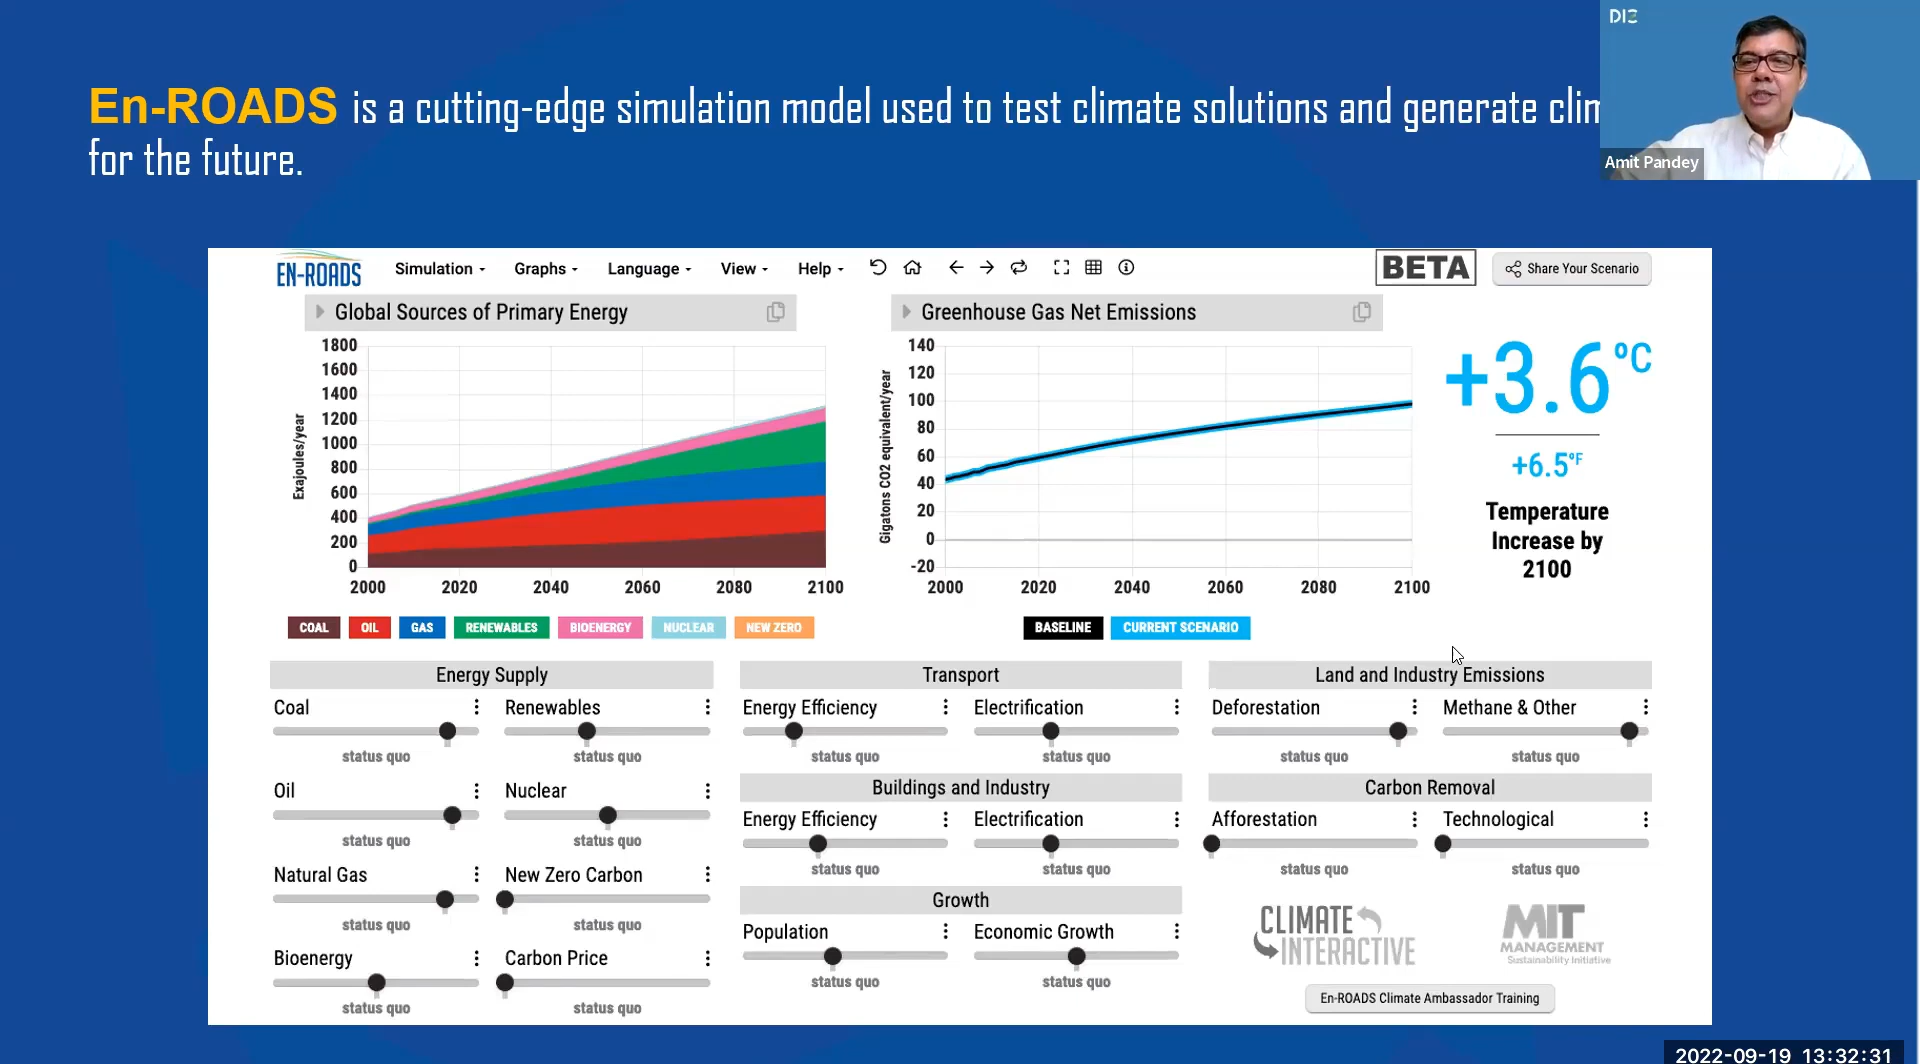 DIZ
En-ROADS is a cutting-edge simulation model used to test climate solutions and generate clim
for the future.
Amit Pandey
EN-ROADS
Simulation
Graphs
Language
View
Help
BETA
Share Your Scenario
Global Sources of Primary Energy
Exajoules/year
1800
1600
1400
1200
1000
800
600
400
200
0
2000 2020 2040 2060 2080 2100
COAL OIL GAS RENEWABLES BIOENERGY NUCLEAR NEW ZERO
Greenhouse Gas Net Emissions
Gigatons CO2 equivalent/year
140
120
100
80
60
40
20
0
-20
2000 2020 2040 2060 2080 2100
BASELINE CURRENT SCENARIO
+3.6°C
+6.5°F
Temperature
Increase by
2100
Energy Supply
Coal
status quo
Renewables
status quo
Oil
status quo
Nuclear
status quo
Natural Gas
status quo
New Zero Carbon
status quo
Bioenergy
status quo
Carbon Price
status quo
Transport
Energy Efficiency
status quo
Electrification
status quo
Buildings and Industry
Energy Efficiency
status quo
Electrification
status quo
Growth
Population
status quo
Economic Growth
status quo
Land and Industry Emissions
Deforestation
status quo
Methane & Other
status quo
Carbon Removal
Afforestation
status quo
Technological
status quo
CLIMATE
INTERACTIVE
MIT
MANAGEMENT
Sustainability Initiative
En-ROADS Climate Ambassador Training
2022-09-19 13:32:31